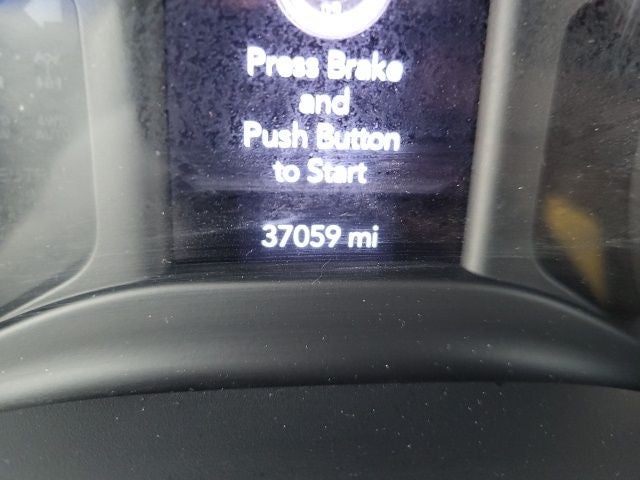 Press Brake
and
Push Button
to Start
37059 mi